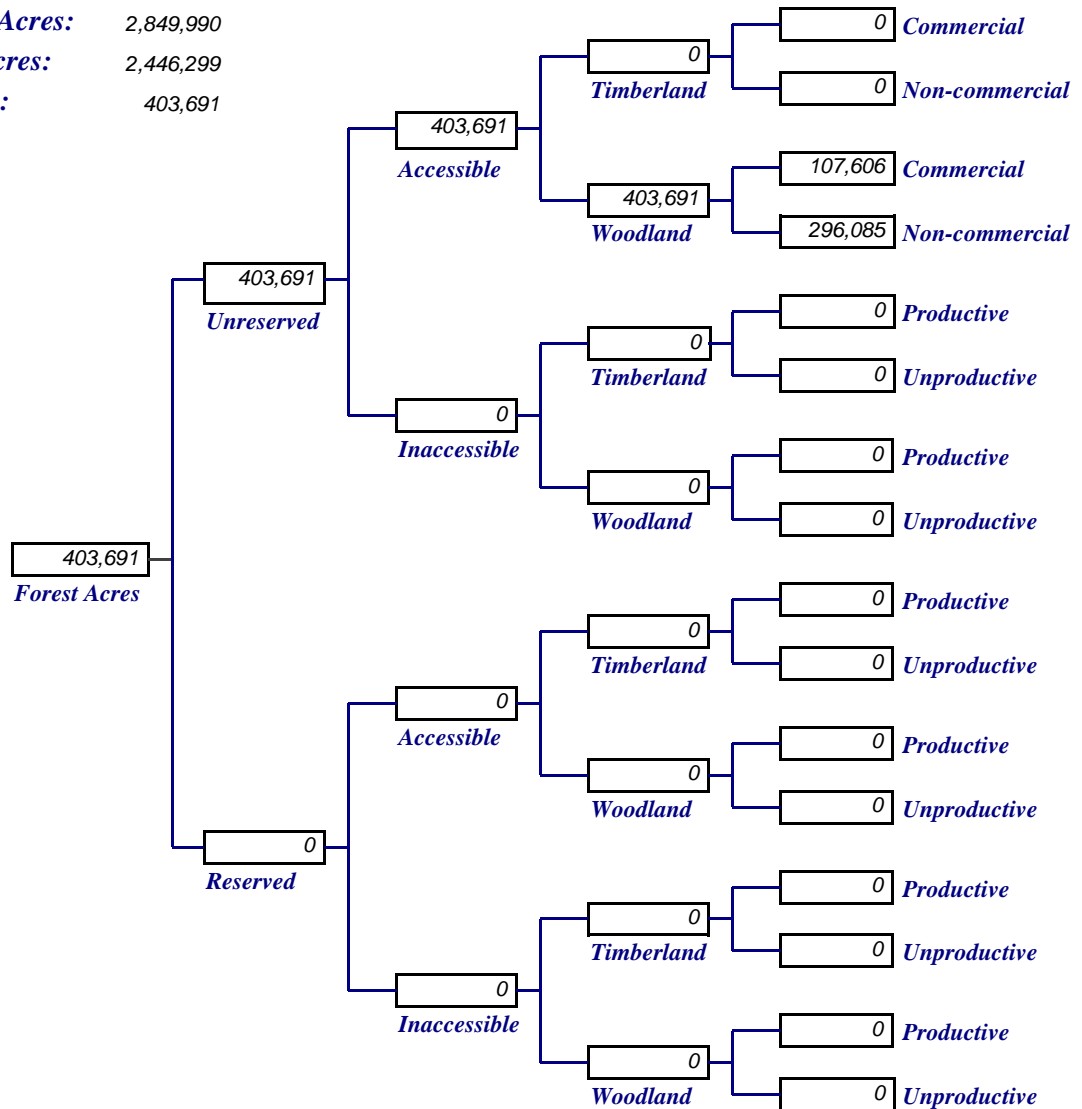 Acres: 2,849,990
cres: 2,446,299
: 403,691
0 Commercial
0
Timberland
0 Non-commercial
403,691
Accessible
107,606 Commercial
403,691
Woodland
296,085 Non-commercial
403,691
Unreserved
0 Productive
0
Timberland
0 Unproductive
0
Inaccessible
0 Productive
0
Woodland
0 Unproductive
403,691
Forest Acres
0 Productive
0
Timberland
0 Unproductive
0
Accessible
0 Productive
0
Woodland
0 Unproductive
0
Reserved
0 Productive
0
Timberland
0 Unproductive
0
Inaccessible
0 Productive
0
Woodland
0 Unproductive